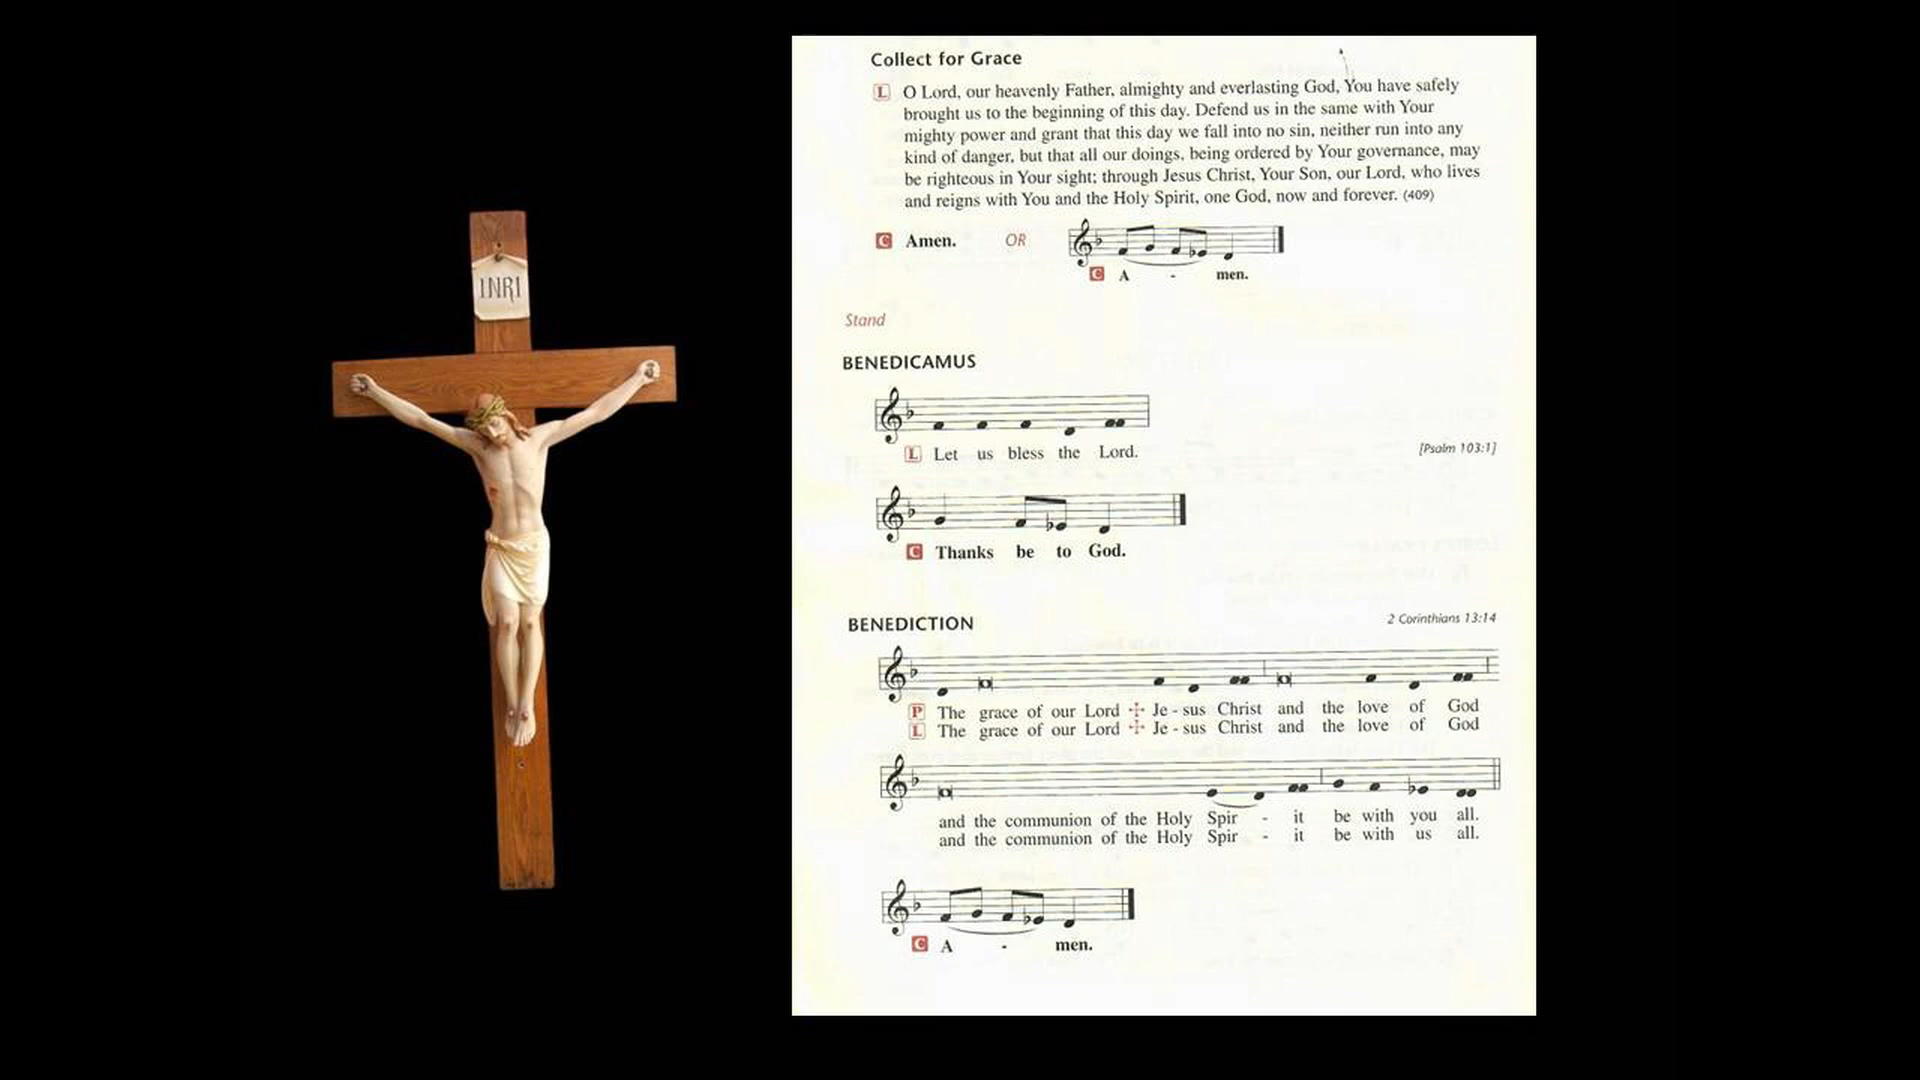 INRI
Collect for Grace
L O Lord, our heavenly Father, almighty and everlasting God, You have safely
brought us to the beginning of this day. Defend us in the same with Your
mighty power and grant that this day we fall into no sin, neither run into any
kind of danger, but that all our doings, being ordered by Your governance, may
be righteous in Your sight; through Jesus Christ, Your Son, our Lord, who lives
and reigns with You and the Holy Spirit, one God, now and forever. (409)
C Amen. OR
C A - men.
Stand
BENEDICAMUS
L Let us bless the Lord. [Psalm 103:1]
C Thanks be to God.
BENEDICTION 2 Corinthians 13:14
P The grace of our Lord ☩ Je - sus Christ and the love of God
L The grace of our Lord ☩ Je - sus Christ and the love of God
and the communion of the Holy Spir - it be with you all.
and the communion of the Holy Spir - it be with us all.
C A - men.